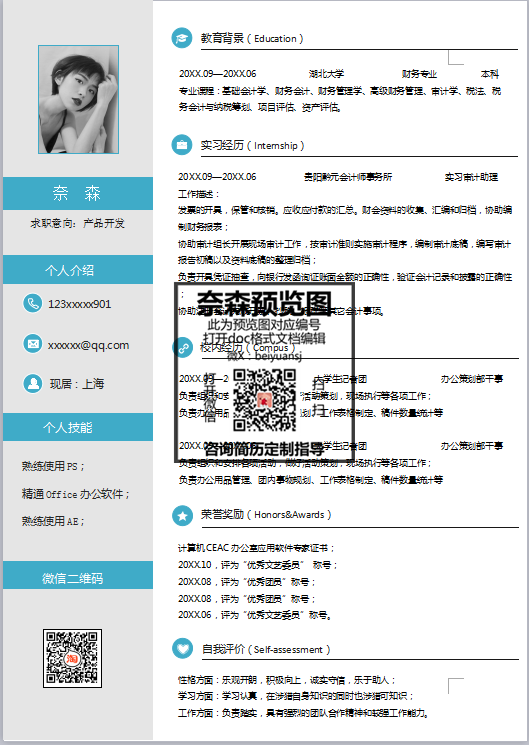 奈 森
求职意向：产品开发
个人介绍
123xxxxx901
xxxxxx@qq.com
现居：上海
个人技能
熟练使用 PS；
精通 Office 办公软件；
熟练使用 AE；
微信二维码
淘
教育背景（Education）
20XX.09—20XX.06 湖北大学 财务专业 本科
专业课程：基础会计学、财务会计、财务管理学、高级财务管理、审计学、税法、税
务会计与纳税筹划、项目评估、资产评估。
实习经历（Internship）
20XX.09—20XX.06 贵阳黔元会计师事务所 实习审计助理
工作描述：
发票的开具，保管和核销。应收应付款的汇总。财会资料的收集、汇编和归档，协助编
制财务报表；
协助审计组长开展现场审计工作，按审计准则实施审计程序，编制审计底稿，编写审计
报告初稿以及资料底稿的整理归档；
负责开具凭证抽查，向银行发函询证账面金额的正确性，验证会计记录和披露的正确性
；
协助 其它会计事项。
奈森预览图
此为预览图对应编号
打开doc格式文档编辑
微X：beiyuansj
打开微信
扫一扫
咨询简历定制指导
校内经历（Compus）
20XX.09—20 大学生记者团 办公策划部干事
负责组织和安 活动策划，现场执行等各项工作；
负责办公用品 划、工作表格制定、稿件数量统计等
20XX.09—20 大学生记者团 办公策划部干事
负责组织和安排各项活动，做好活动策划，现场执行等各项工作；
负责办公用品管理、团内事物规划、工作表格制定、稿件数量统计等
荣誉奖励（Honors&Awards）
计算机 CEAC 办公室应用软件专家证书；
20XX.10，评为“优秀文艺委员” 称号；
20XX.08，评为“优秀团员”称号；
20XX.08，评为“优秀团员”称号；
20XX.06，评为“优秀文艺委员”称号。
自我评价（Self-assessment）
性格方面：乐观开朗，积极向上，诚实守信，乐于助人；
学习方面：学习认真，在涉猎自身知识的同时也涉猎可知识；
工作方面：负责踏实，具有强烈的团队合作精神和较强工作能力。